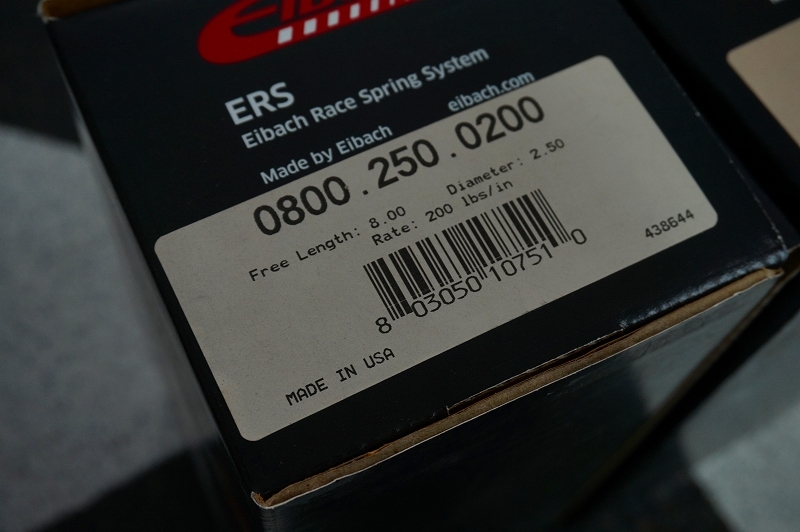 ERS
Eibach Race Spring System
Made by Eibach
eibach.com
0800.250.0200
Free Length: 8.00 Diameter: 2.50
Rate: 200 lbs/in
8 03050 10751 0
438644
MADE IN USA